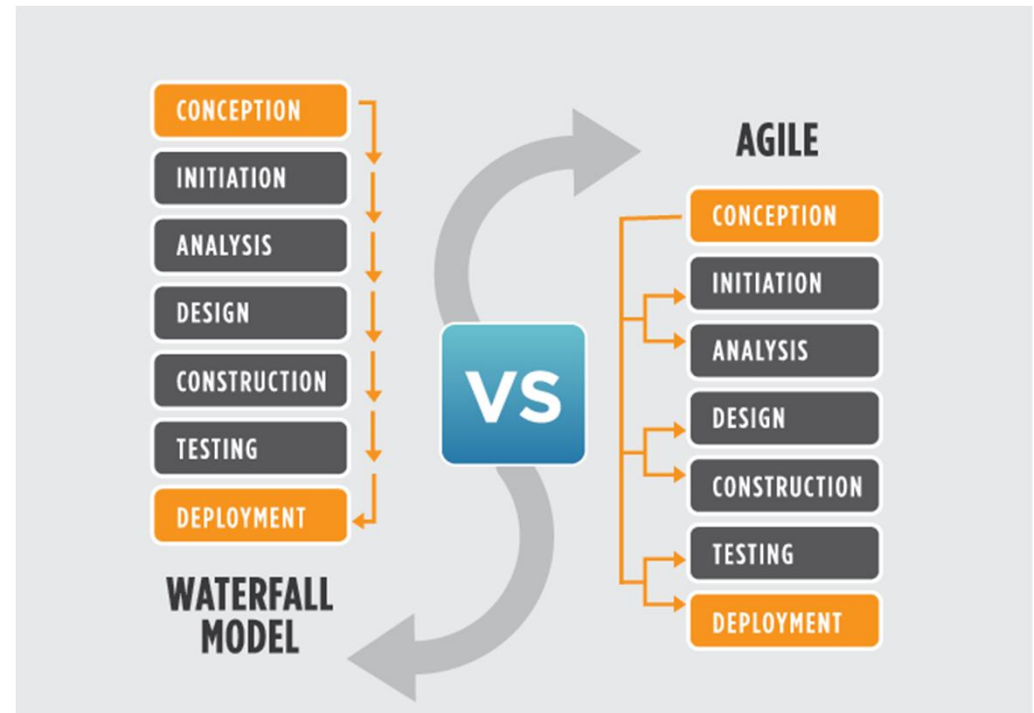 CONCEPTION
INITIATION
ANALYSIS
DESIGN
CONSTRUCTION
TESTING
DEPLOYMENT
WATERFALL
MODEL
VS
AGILE
CONCEPTION
INITIATION
ANALYSIS
DESIGN
CONSTRUCTION
TESTING
DEPLOYMENT